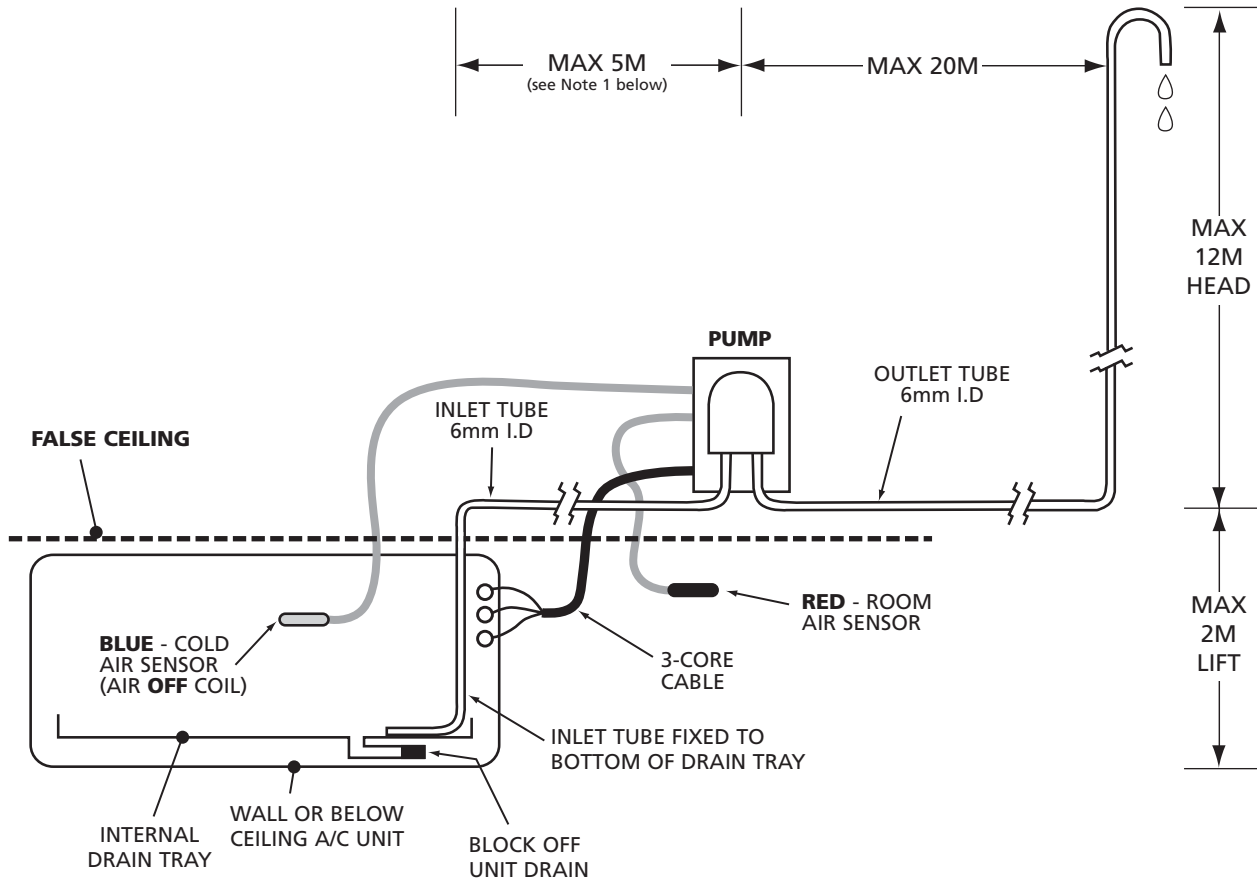 MAX 5M
(see Note 1 below)
MAX 20M
MAX
12M
HEAD
PUMP
OUTLET TUBE
6mm I.D
INLET TUBE
6mm I.D
FALSE CEILING
RED - ROOM
AIR SENSOR
MAX
2M
LIFT
BLUE - COLD
AIR SENSOR
(AIR OFF COIL)
3-CORE
CABLE
INLET TUBE FIXED TO
BOTTOM OF DRAIN TRAY
WALL OR BELOW
CEILING A/C UNIT
INTERNAL
DRAIN TRAY
BLOCK OFF
UNIT DRAIN